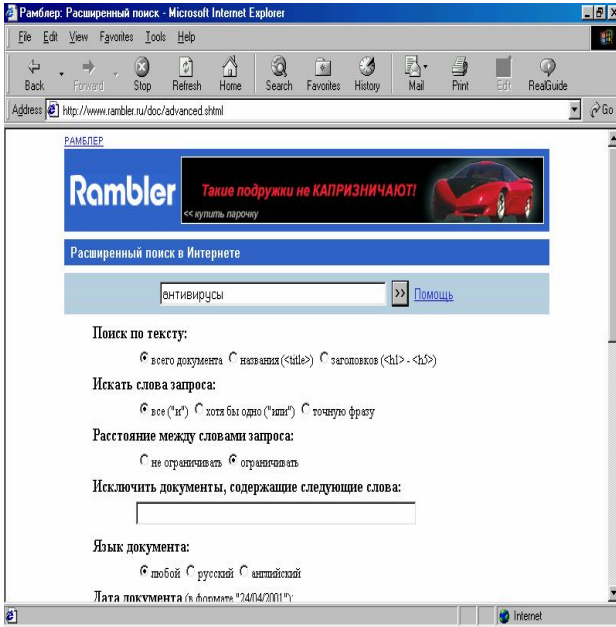 Рамблер: Расширенный поиск - Microsoft Internet Explorer
File Edit View Favorites Tools Help
Back Forward Stop Refresh Home Search Favorites History Mail Print Edit RealGuide
Address http://www.rambler.ru/doc/advanced.shtml Go
РАМБЛЕР
Rambler
Такие подружки не КАПРИЗНИЧАЮТ!
<< купить парочку
Расширенный поиск в Интернете
антивирусы >> Помощь
Поиск по тексту:
всего документа названия (<title>) заголовков (<h1> - <h5>)
Искать слова запроса:
все ("и") хотя бы одно ("или") точную фразу
Расстояние между словами запроса:
не ограничивать ограничивать
Исключить документы, содержащие следующие слова:
Язык документа:
любой русский английский
Дата документа (в формате "24/04/2001"):
Internet